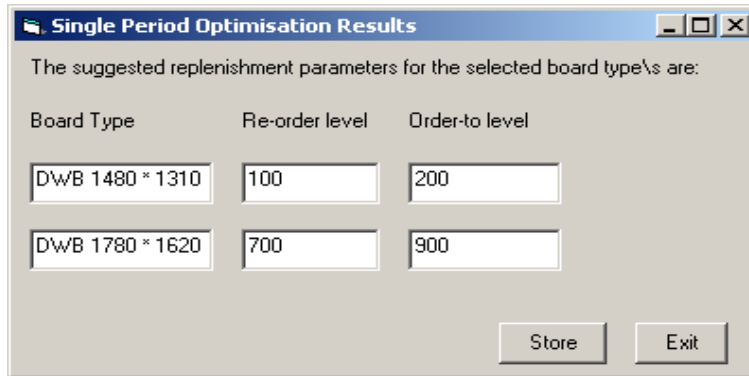 Single Period Optimisation Results
The suggested replenishment parameters for the selected board type\s are:
Board Type Re-order level Order-to level
DWB 1480 * 1310 100 200
DWB 1780 * 1620 700 900
Store Exit